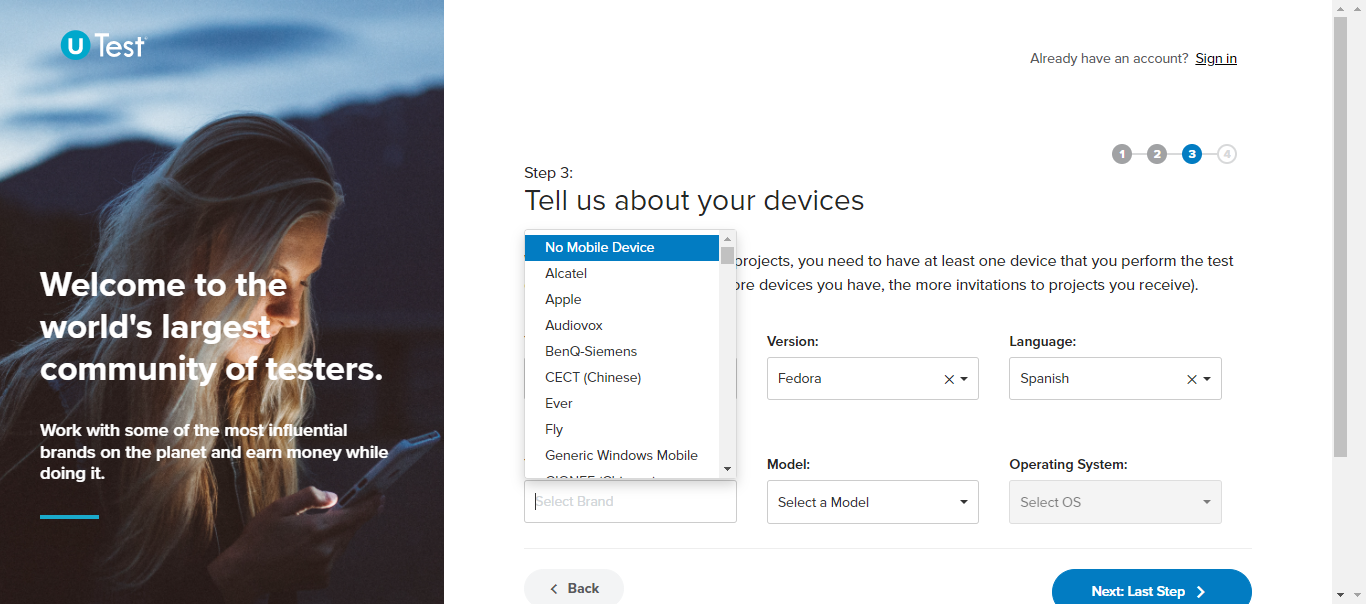 U Test
Already have an account? Sign in
1 2 3 4
Step 3:
Tell us about your devices
No Mobile Device
Alcatel
Apple
Audiovox
BenQ-Siemens
CECT (Chinese)
Ever
Fly
Generic Windows Mobile
projects, you need to have at least one device that you perform the test
ore devices you have, the more invitations to projects you receive).
Version:
Language:
Fedora
Spanish
Model:
Operating System:
Select Brand
Select a Model
Select OS
Back
Next: Last Step
Welcome to the
world's largest
community of testers.
Work with some of the most influential
brands on the planet and earn money while
doing it.